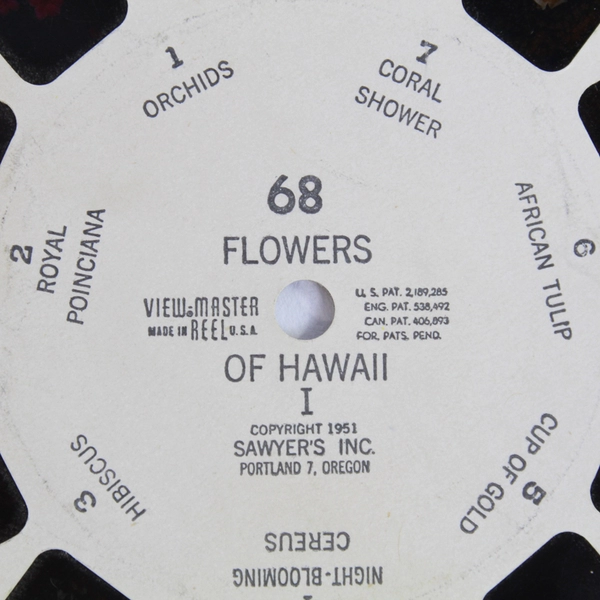 68
FLOWERS
VIEW-MASTER
MADE IN REEL U.S.A.
U. S. PAT. 2,189,285
ENG. PAT. 538,492
CAN. PAT. 406,893
FOR. PATS. PEND.
OF HAWAII
I
COPYRIGHT 1951
SAWYER'S INC.
PORTLAND 7, OREGON
1
ORCHIDS
2
ROYAL
POINCIANA
3
HIBISCUS
NIGHT-BLOOMING
CEREUS
5
CUP OF GOLD
6
AFRICAN TULIP
7
CORAL
SHOWER